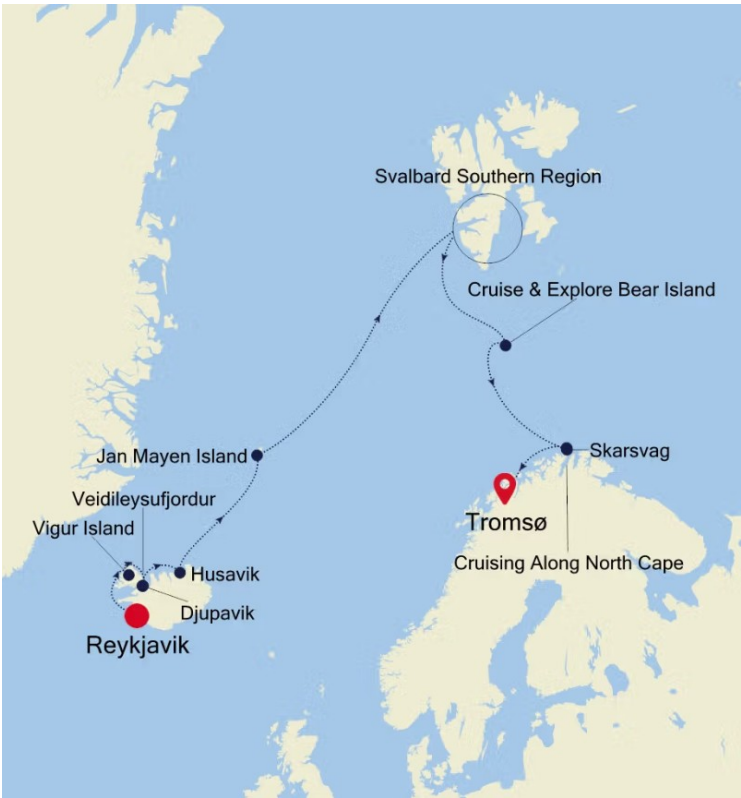 Svalbard Southern Region
Cruise & Explore Bear Island
Jan Mayen Island
Skarsvag
Veidileysufjordur
Vigur Island
Tromsø
Cruising Along North Cape
Husavik
Djupavik
Reykjavik